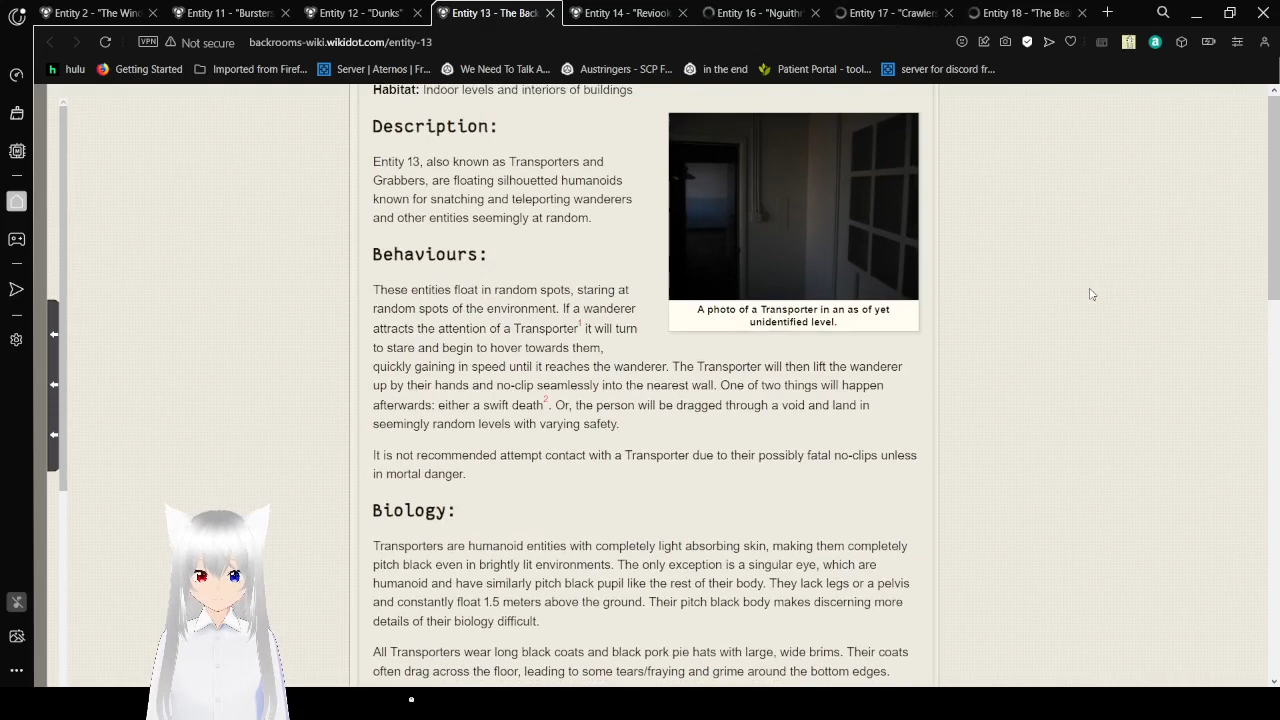 Entity 2 - "The Wind
Entity 11 - "Bursters
Entity 12 - "Dunks"
Entity 13 - The Back
Entity 14 - "Reviook
Entity 16 - "Nguithr
Entity 17 - "Crawlers
Entity 18 - "The Bea
VPN Not secure backrooms-wiki.wikidot.com/entity-13
hulu Getting Started Imported from Firef... Server | Aternos | Fr... We Need To Talk A... Austringers - SCP F... in the end Patient Portal - tool... server for discord fr...
Habitat: Indoor levels and interiors of buildings
Description:
Entity 13, also known as Transporters and
Grabbers, are floating silhouetted humanoids
known for snatching and teleporting wanderers
and other entities seemingly at random.
A photo of a Transporter in an as of yet
unidentified level.
Behaviours:
These entities float in random spots, staring at
random spots of the environment. If a wanderer
attracts the attention of a Transporter1 it will turn
to stare and begin to hover towards them,
quickly gaining in speed until it reaches the wanderer. The Transporter will then lift the wanderer
up by their hands and no-clip seamlessly into the nearest wall. One of two things will happen
afterwards: either a swift death2. Or, the person will be dragged through a void and land in
seemingly random levels with varying safety.
It is not recommended attempt contact with a Transporter due to their possibly fatal no-clips unless
in mortal danger.
Biology:
Transporters are humanoid entities with completely light absorbing skin, making them completely
pitch black even in brightly lit environments. The only exception is a singular eye, which are
humanoid and have similarly pitch black pupil like the rest of their body. They lack legs or a pelvis
and constantly float 1.5 meters above the ground. Their pitch black body makes discerning more
details of their biology difficult.
All Transporters wear long black coats and black pork pie hats with large, wide brims. Their coats
often drag across the floor, leading to some tears/fraying and grime around the bottom edges.